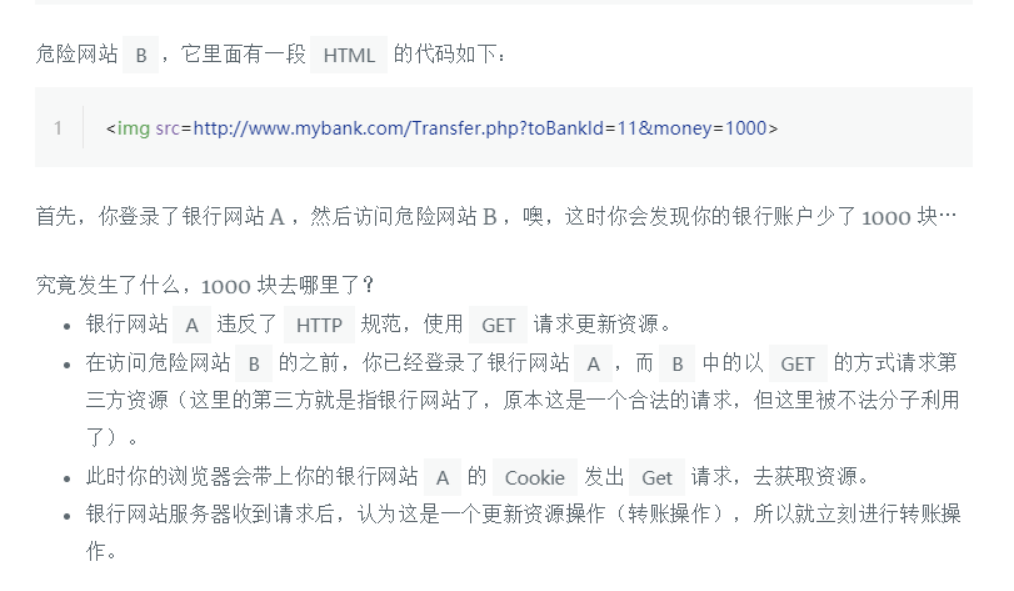 危险网站 B ，它里面有一段 HTML 的代码如下：
1 <img src=http://www.mybank.com/Transfer.php?toBankId=11&money=1000>
首先，你登录了银行网站 A ，然后访问危险网站 B ，噢，这时你会发现你的银行账户少了 1000 块…
究竟发生了什么，1000 块去哪里了？
• 银行网站 A 违反了 HTTP 规范，使用 GET 请求更新资源。
• 在访问危险网站 B 的之前，你已经登录了银行网站 A ，而 B 中的以 GET 的方式请求第
三方资源（这里的第三方就是指银行网站了，原本这是一个合法的请求，但这里被不法分子利用
了）。
• 此时你的浏览器会带上你的银行网站 A 的 Cookie 发出 Get 请求，去获取资源。
• 银行网站服务器收到请求后，认为这是一个更新资源操作（转账操作），所以就立刻进行转账操
作。